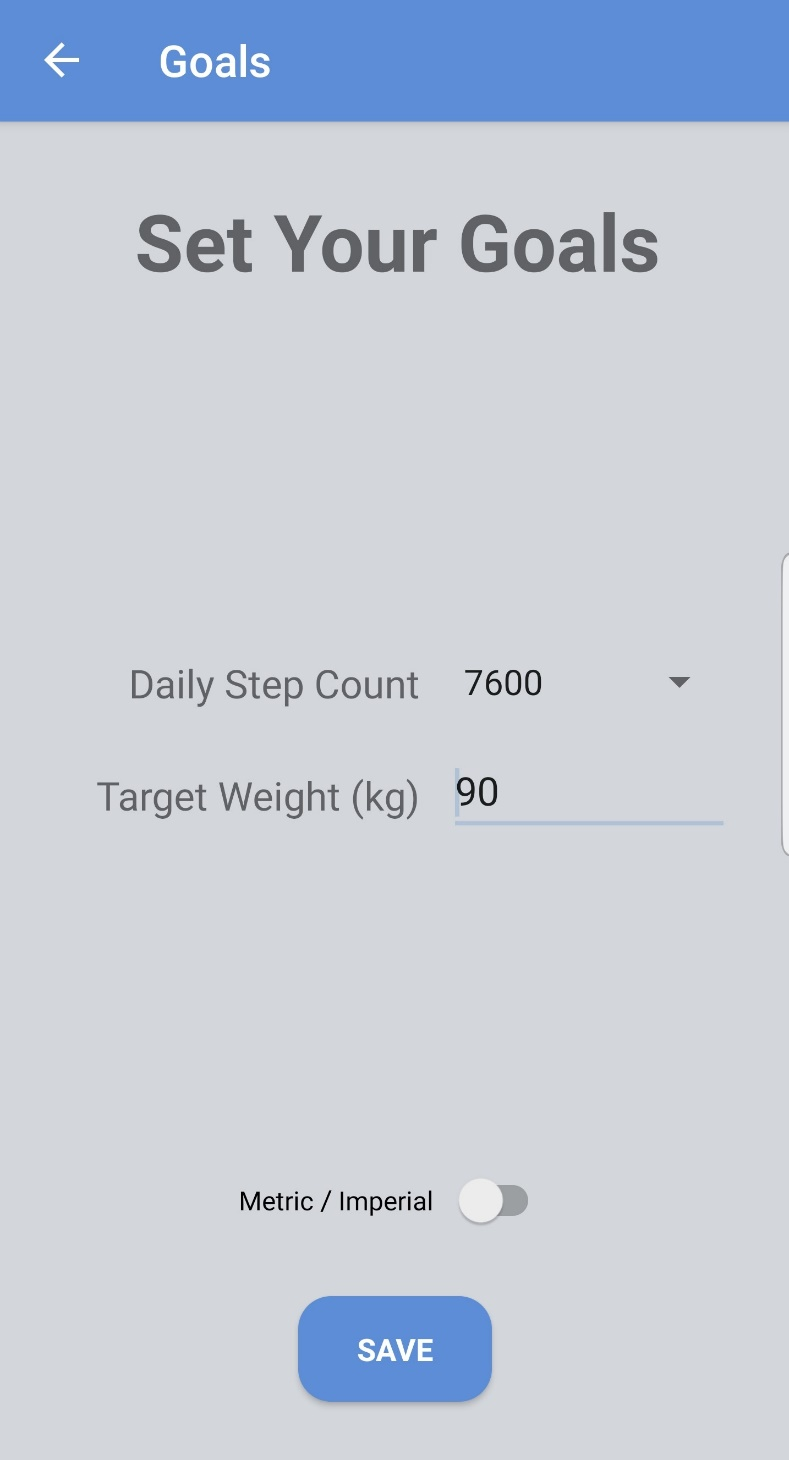 Goals
Set Your Goals
Daily Step Count 7600
Target Weight (kg) 90
Metric / Imperial
SAVE